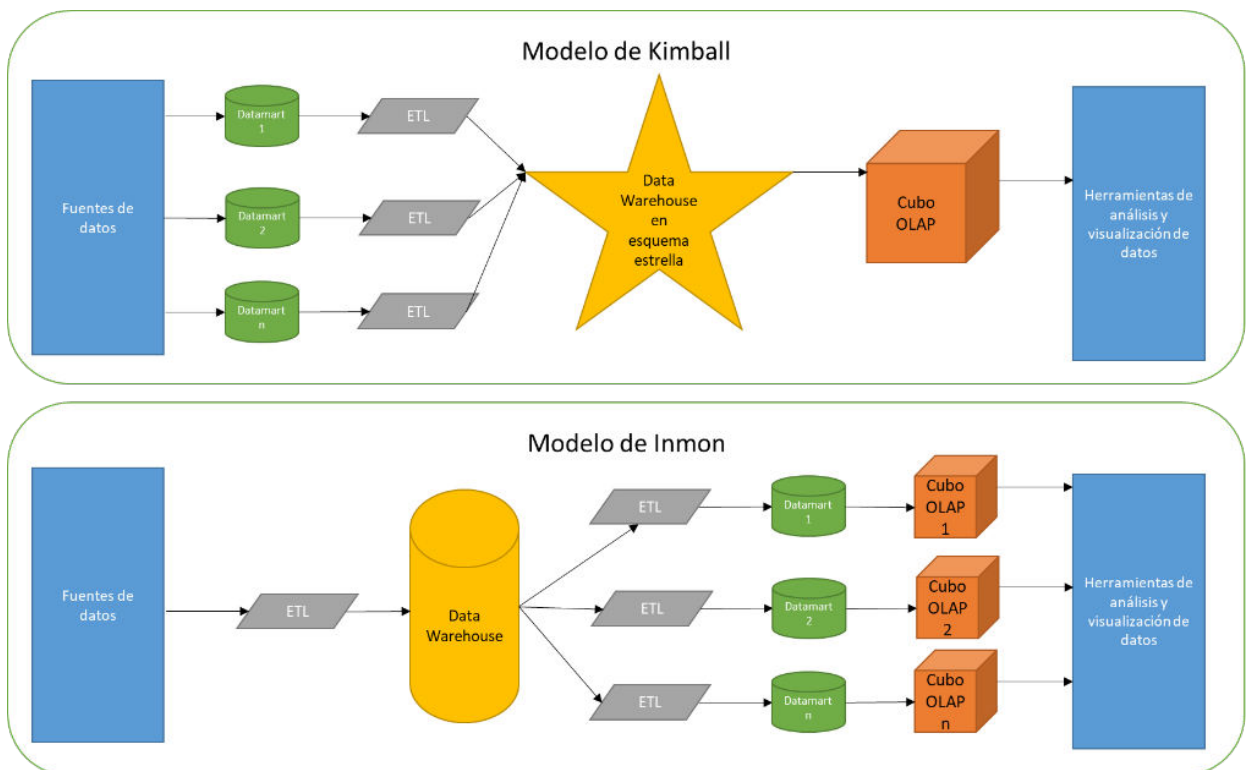 Modelo de Kimball
Fuentes de
datos
Datamart
1
ETL
Datamart
2
ETL
Datamart
n
ETL
Data
Warehouse
en
esquema
estrella
Cubo
OLAP
Herramientas de
análisis y
visualización de
datos
Modelo de Inmon
Fuentes de
datos
ETL
Data
Warehouse
ETL
Datamart
1
Cubo
OLAP
1
ETL
Datamart
2
Cubo
OLAP
2
ETL
Datamart
n
Cubo
OLAP
n
Herramientas de
análisis y
visualización de
datos